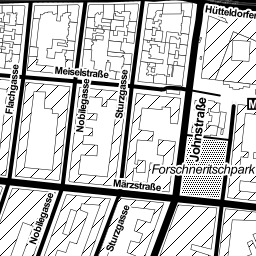 Hütteldorfer
Flachgasse
Meiselstraße
Nobilegasse
Sturzgasse
Johnstraße
M
Forschneritschpark
Märzstraße
Nobilegasse
Sturzgasse